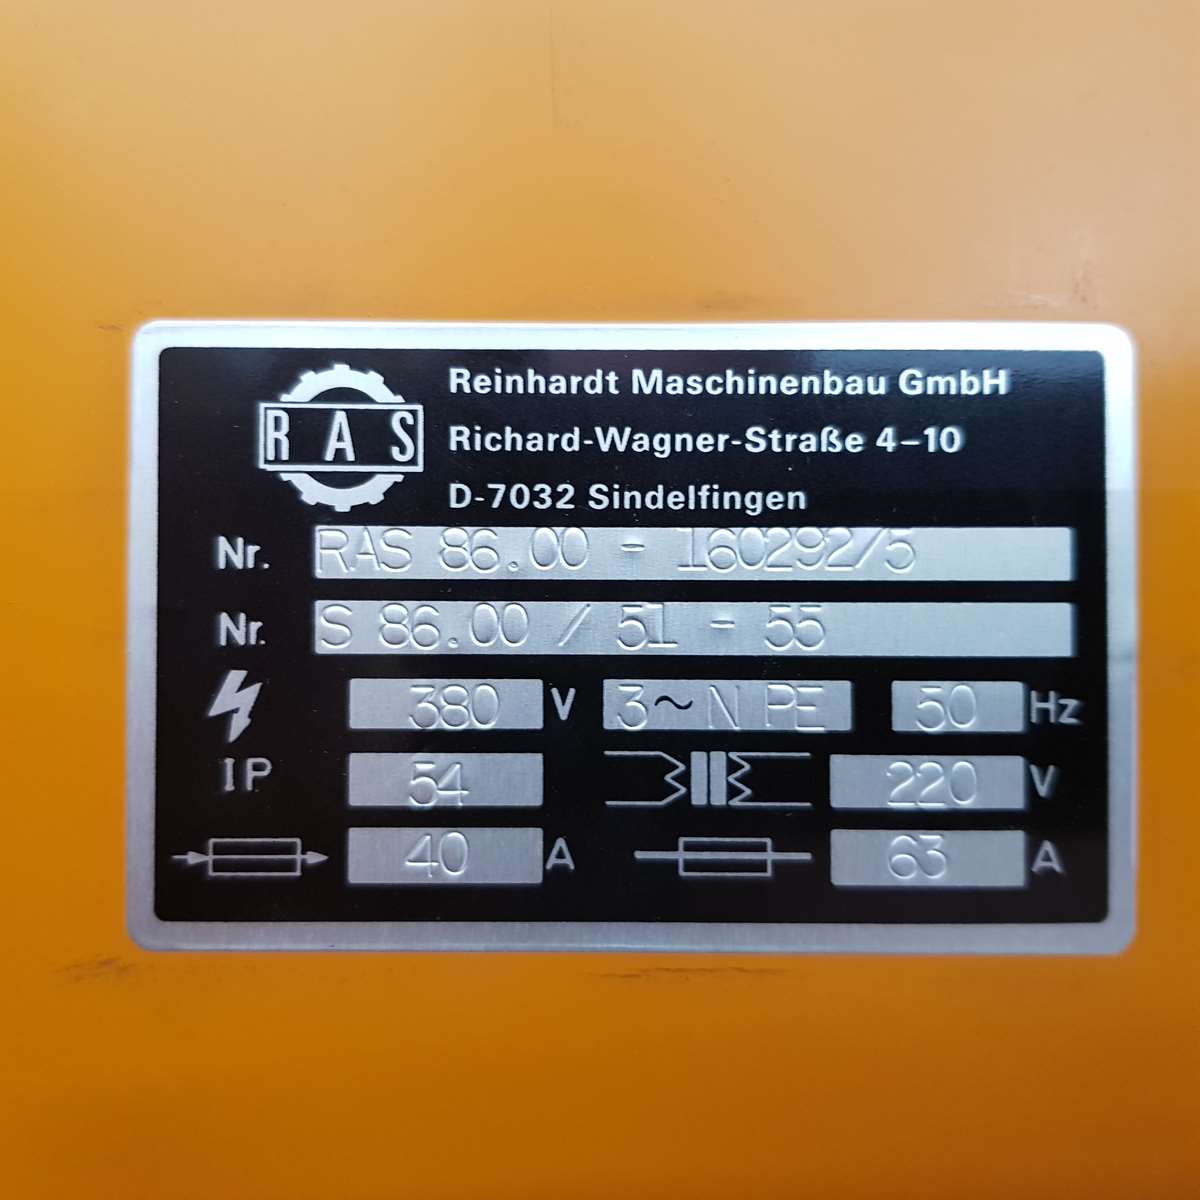 RAS
Reinhardt Maschinenbau GmbH
Richard-Wagner-Straße 4–10
D-7032 Sindelfingen
Nr. RAS 86.00 - 160292/5
Nr. S 86.00 / 51 - 55
380 V 3~N PE 50 Hz
IP 54 220 V
40 A 63 A